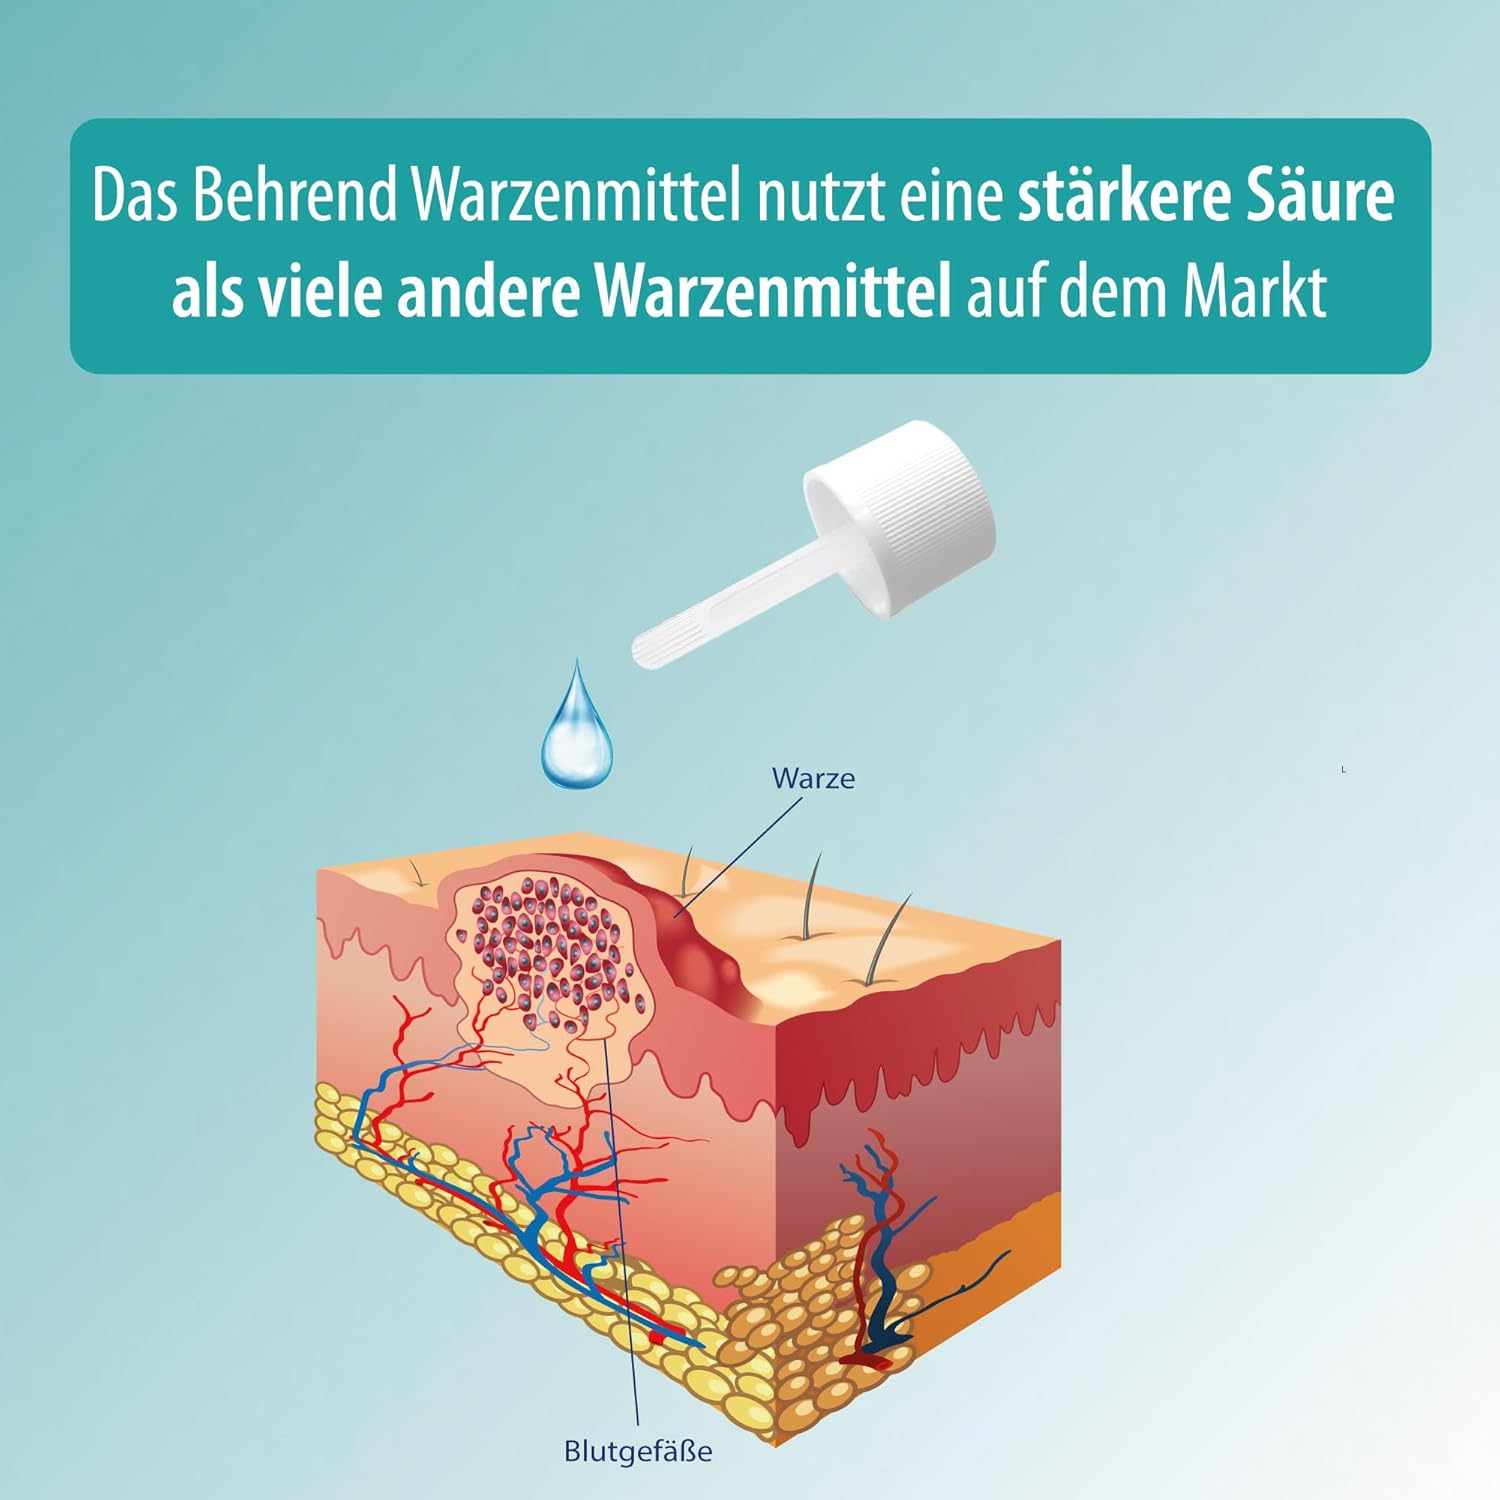 Das Behrend Warzenmittel nutzt eine stärkere Säure
als viele andere Warzenmittel auf dem Markt
Warze
L
Blutgefäße